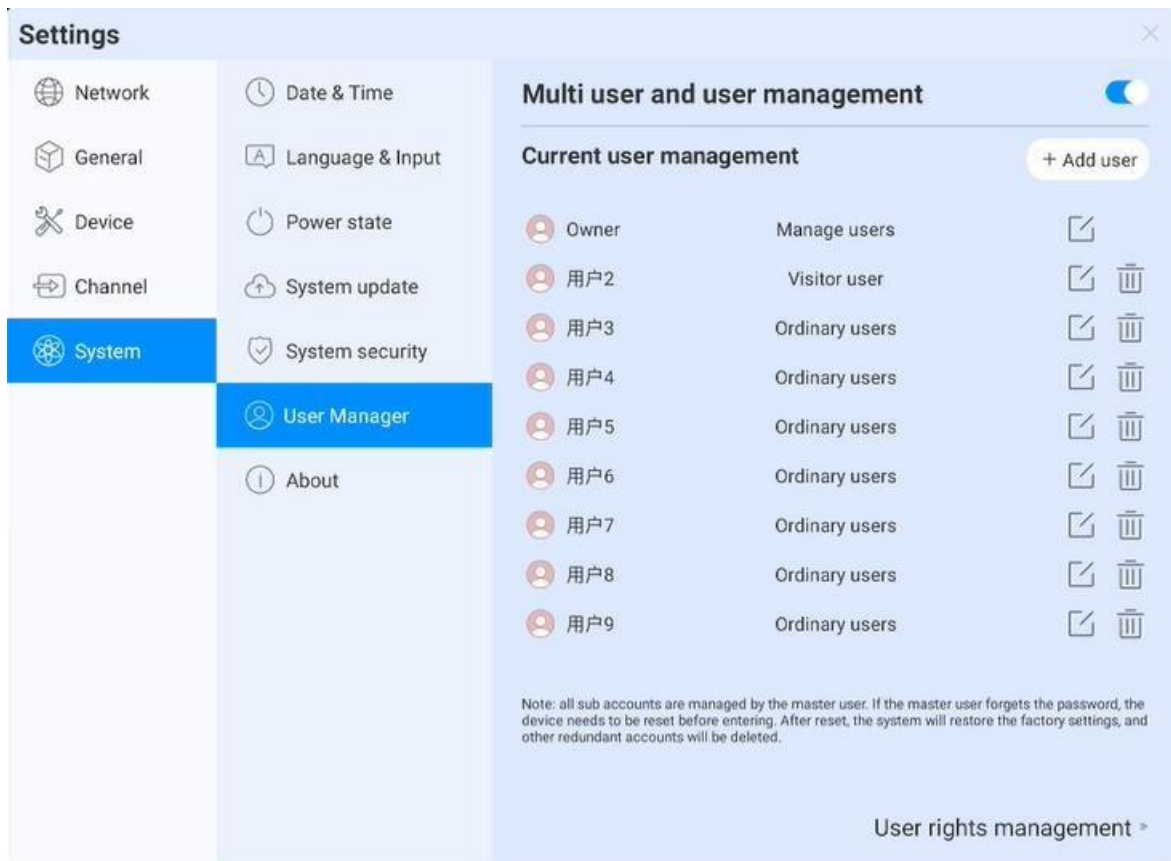 Settings
Network
General
Device
Channel
System
Date & Time
Language & Input
Power state
System update
System security
User Manager
About
Multi user and user management
Current user management
+ Add user
Owner Manage users
用户2 Visitor user
用户3 Ordinary users
用户4 Ordinary users
用户5 Ordinary users
用户6 Ordinary users
用户7 Ordinary users
用户8 Ordinary users
用户9 Ordinary users
Note: all sub accounts are managed by the master user. If the master user forgets the password, the
device needs to be reset before entering. After reset, the system will restore the factory settings, and
other redundant accounts will be deleted.
User rights management »